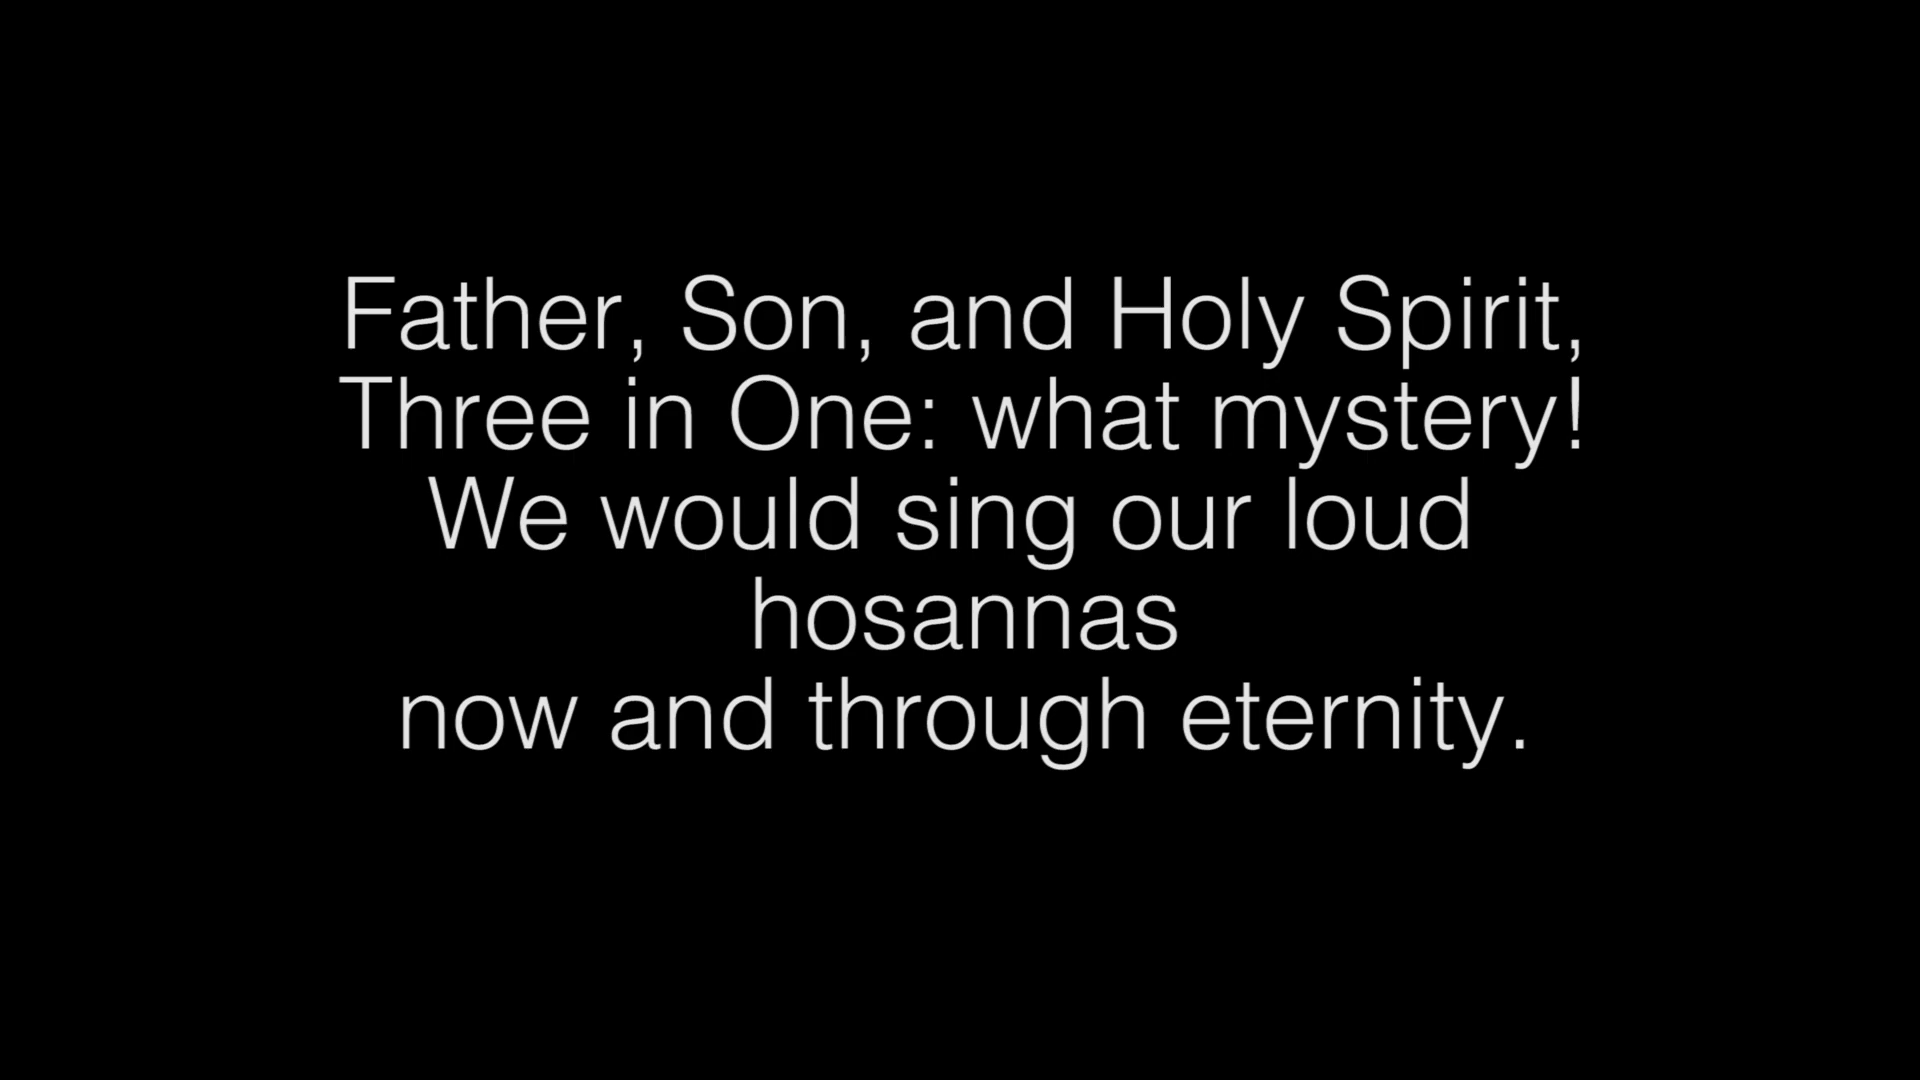 Father, Son, and Holy Spirit,
Three in One: what mystery!
We would sing our loud
hosannas
now and through eternity.